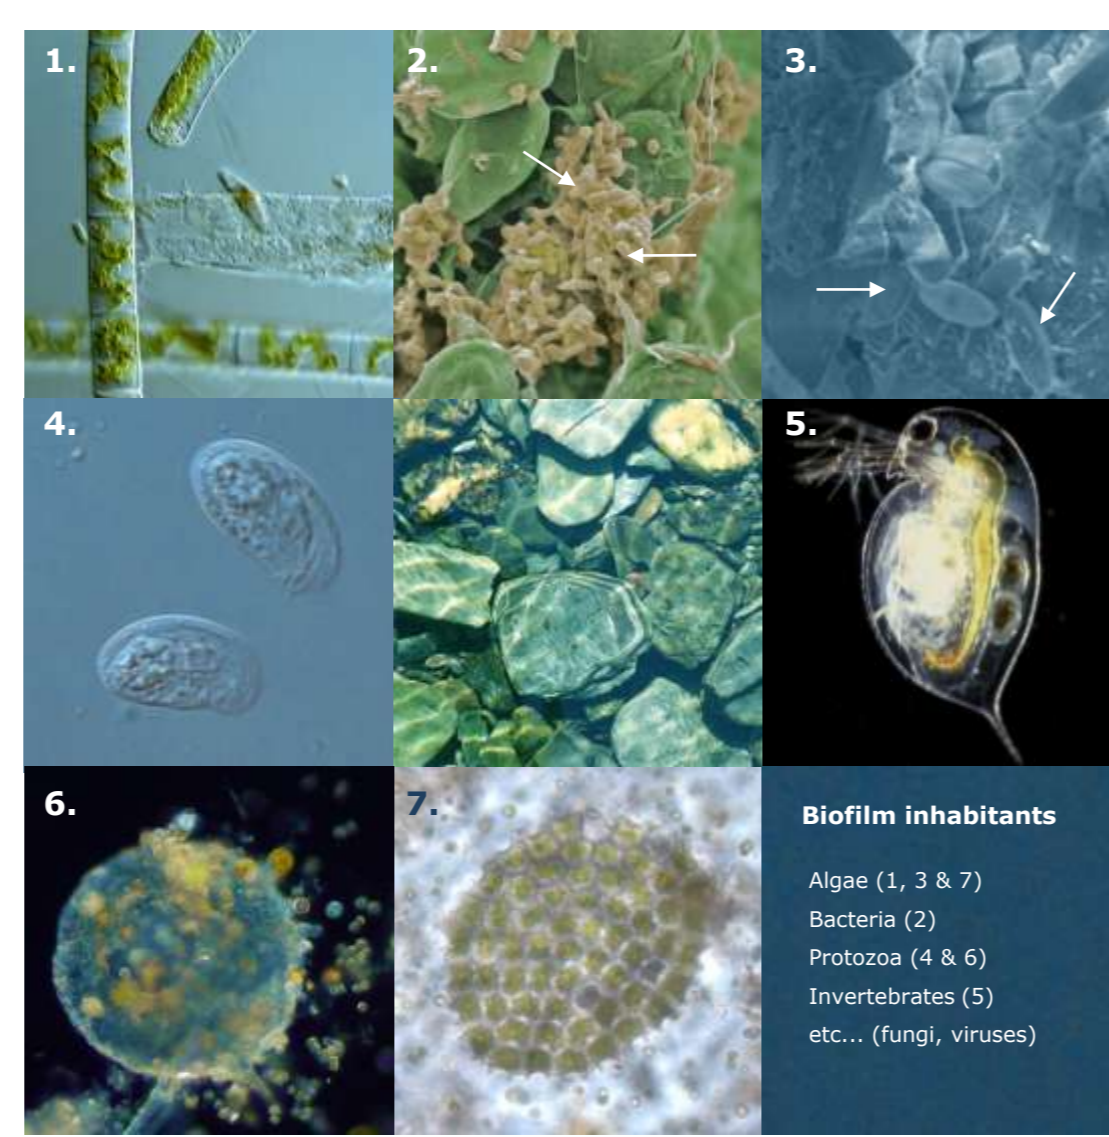 1.
2.
3.
4.
5.
6.
7.
Biofilm inhabitants
Algae (1, 3 & 7)
Bacteria (2)
Protozoa (4 & 6)
Invertebrates (5)
etc... (fungi, viruses)